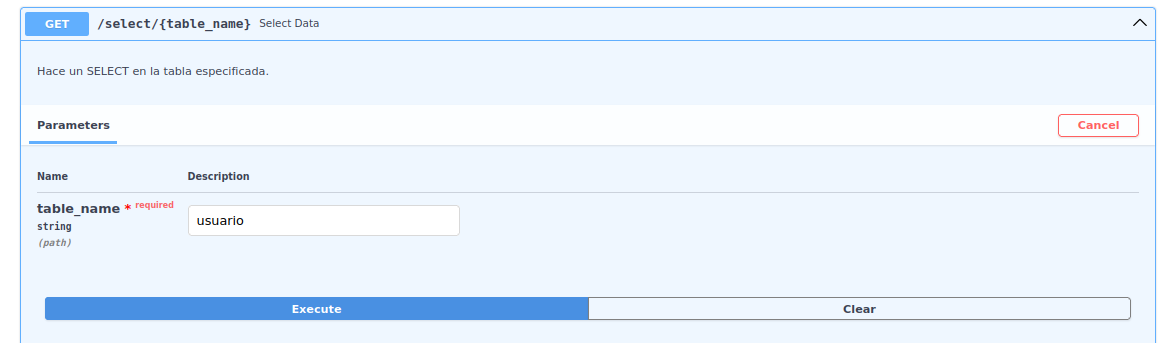 GET /select/{table_name} Select Data
Hace un SELECT en la tabla especificada.
Parameters
Cancel
Name Description
table_name * required
string
(path)
usuario
Execute Clear